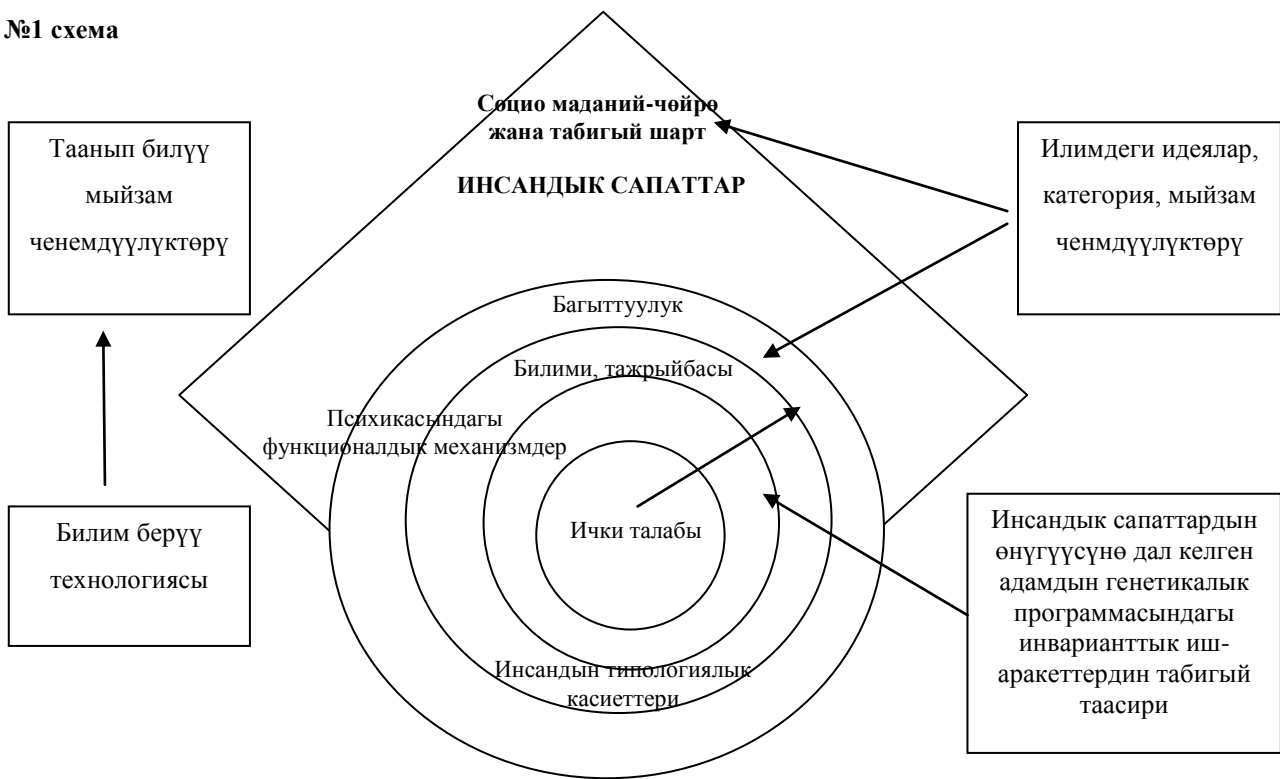 №1 схема
Социо маданий-чөйрө
жана табигый шарт
ИНСАНДЫК САПАТТАР
Таанып билүү
мыйзам
ченемдүүлүктөрү
Илимдеги идеялар,
категория, мыйзам
ченмдүүлүктөрү
Багыттуулук
Билими, тажрыйбасы
Психикасындагы
функционалдык механизмдер
Ички талабы
Инсандын типологиялык
касиеттери
Билим берүү
технологиясы
Инсандык сапаттардын
өнүгүүсүнө дал келген
адамдын генетикалык
программасындагы
инварианттык иш-
аракеттердин табигый
таасири